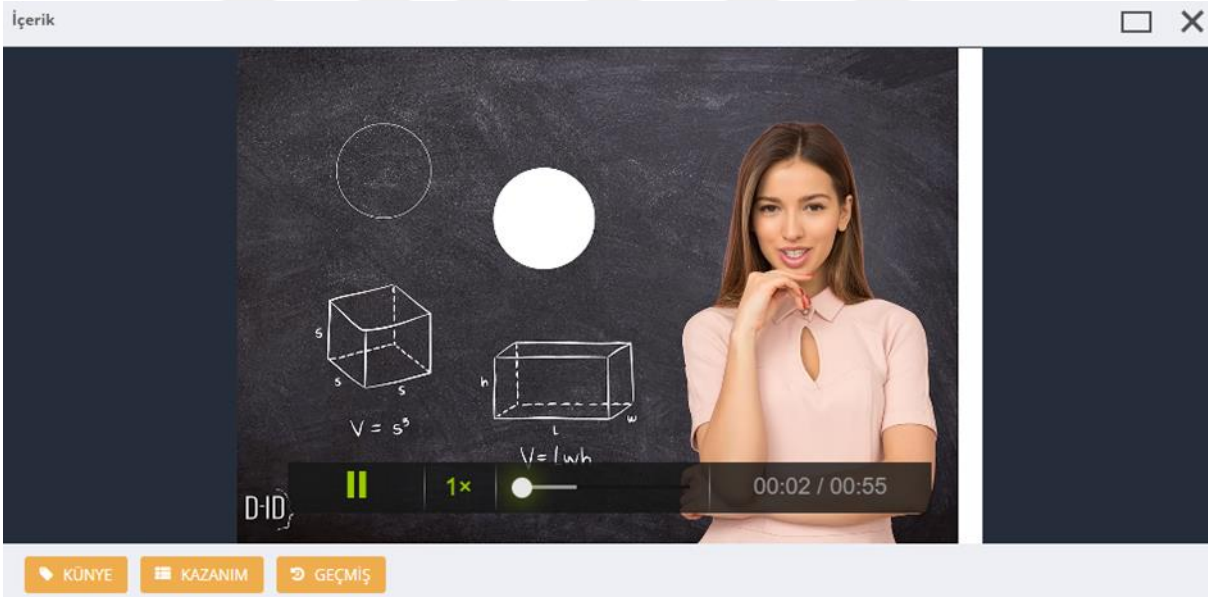 İçerik
s
s
s
V = s³
h
L
w
V = lwh
1×
00:02 / 00:55
D-ID
KÜNYE
KAZANIM
GEÇMİŞ